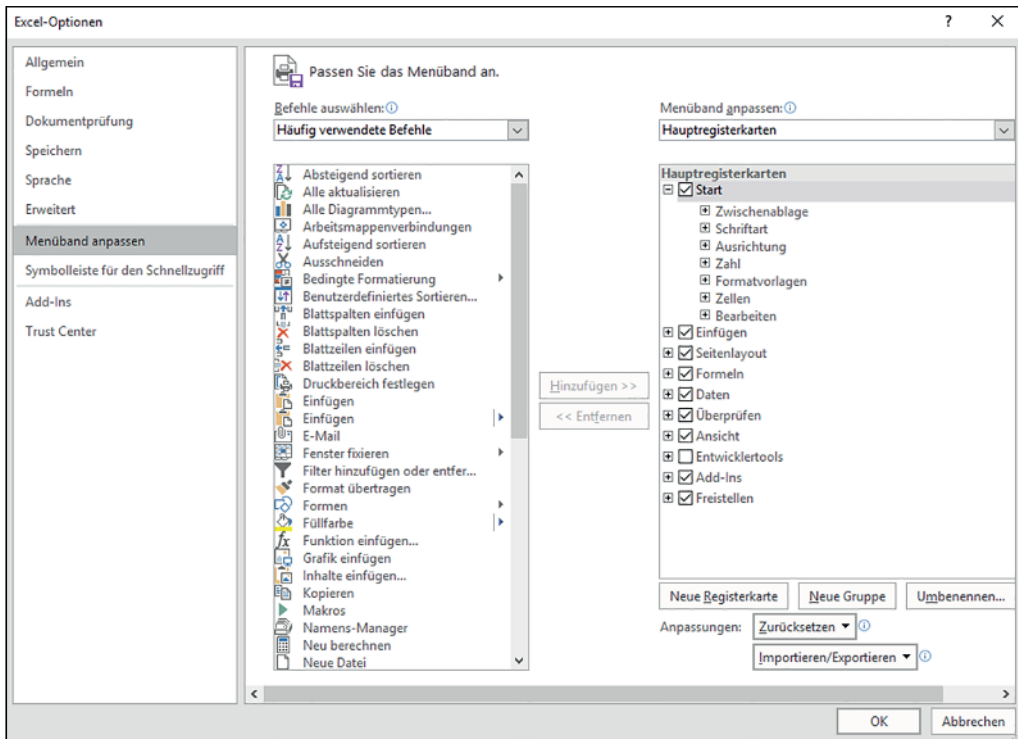 Excel-Optionen
?
Allgemein
Formeln
Dokumentprüfung
Speichern
Sprache
Erweitert
Menüband anpassen
Symbolleiste für den Schnellzugriff
Add-Ins
Trust Center
Passen Sie das Menüband an.
Befehle auswählen:
Häufig verwendete Befehle
Absteigend sortieren
Alle aktualisieren
Alle Diagrammtypen...
Arbeitsmappenverbindungen
Aufsteigend sortieren
Ausschneiden
Bedingte Formatierung
Benutzerdefiniertes Sortieren...
Blattspalten einfügen
Blattspalten löschen
Blattzeilen einfügen
Blattzeilen löschen
Druckbereich festlegen
Einfügen
Einfügen
E-Mail
Fenster fixieren
Filter hinzufügen oder entfer...
Format übertragen
Formen
Füllfarbe
Funktion einfügen...
Grafik einfügen
Inhalte einfügen...
Kopieren
Makros
Namens-Manager
Neu berechnen
Neue Datei
Hinzufügen >>
<< Entfernen
Menüband anpassen:
Hauptregisterkarten
Hauptregisterkarten
Start
Zwischenablage
Schriftart
Ausrichtung
Zahl
Formatvorlagen
Zellen
Bearbeiten
Einfügen
Seitenlayout
Formeln
Daten
Überprüfen
Ansicht
Entwicklertools
Add-Ins
Freistellen
Neue Registerkarte
Neue Gruppe
Umbenennen...
Anpassungen:
Zurücksetzen
Importieren/Exportieren
OK
Abbrechen